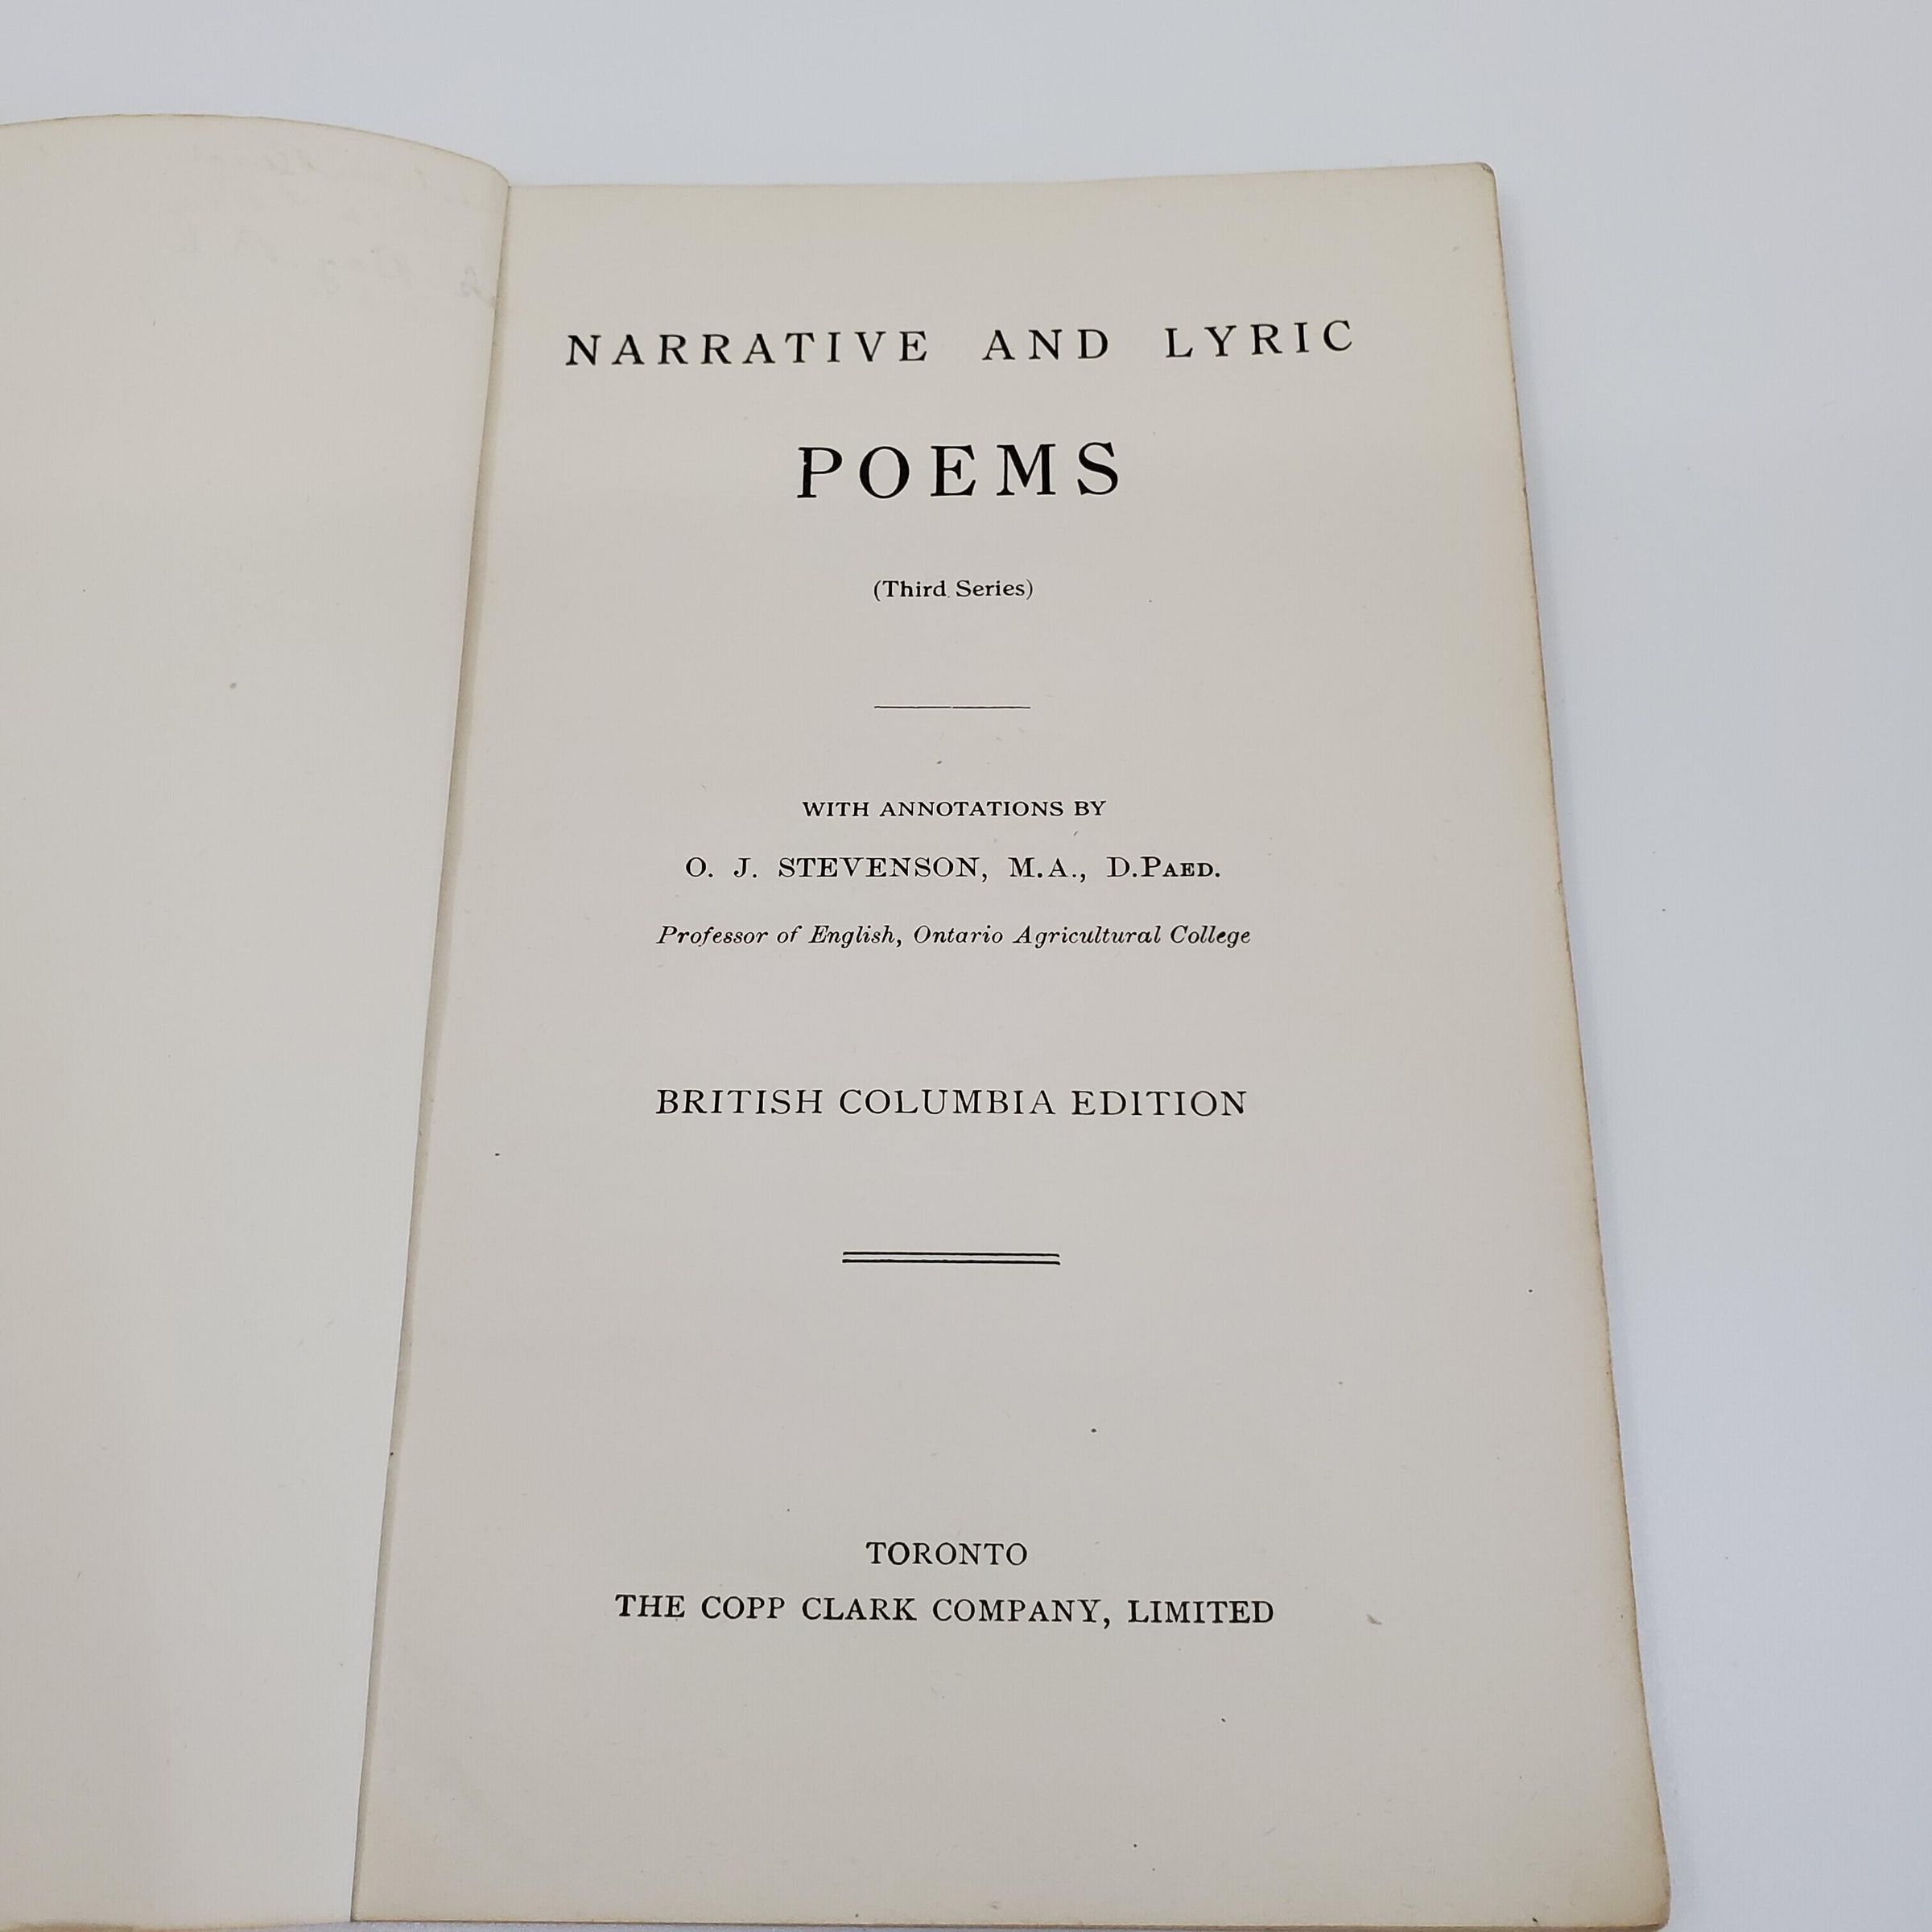 NARRATIVE AND LYRIC
POEMS
(Third Series)
WITH ANNOTATIONS BY
O. J. STEVENSON, M.A., D.PAED.
Professor of English, Ontario Agricultural College
BRITISH COLUMBIA EDITION
TORONTO
THE COPP CLARK COMPANY, LIMITED